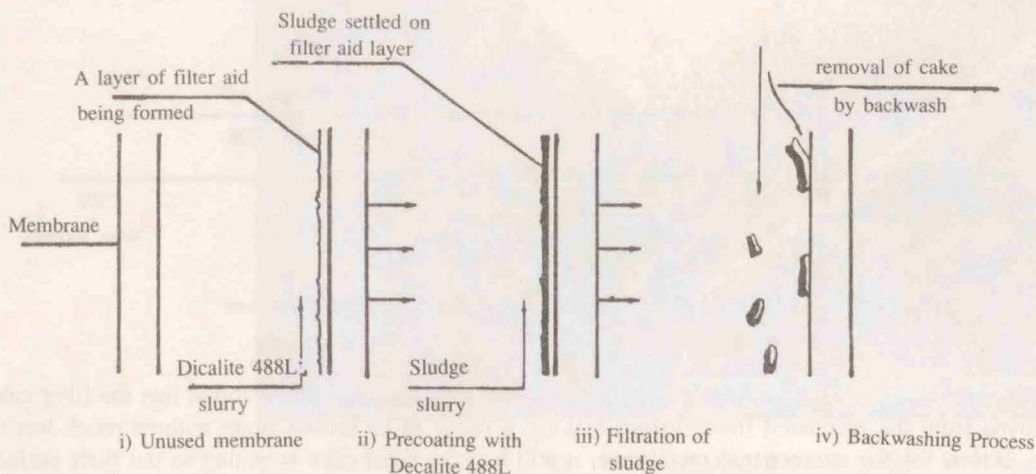 Sludge settled on
filter aid layer
A layer of filter aid
being formed
removal of cake
by backwash
Membrane
Dicalite 488L
slurry
Sludge
slurry
i) Unused membrane
ii) Precoating with
Decalite 488L
iii) Filtration of
sludge
iv) Backwashing Process